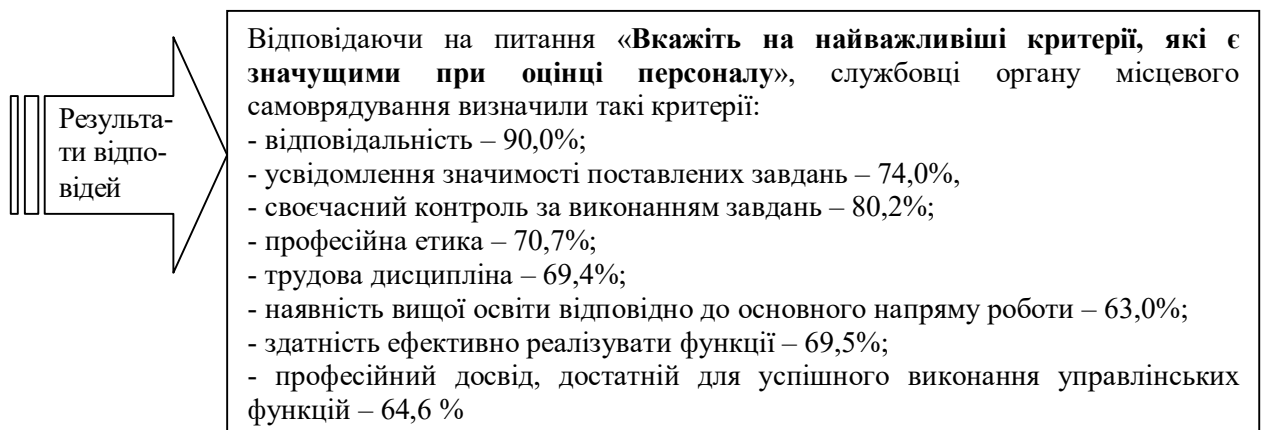 Результа-
ти відпо-
відей
Відповідаючи на питання «Вкажіть на найважливіші критерії, які є
значущими при оцінці персоналу», службовці органу місцевого
самоврядування визначили такі критерії:
- відповідальність – 90,0%;
- усвідомлення значимості поставлених завдань – 74,0%,
- своєчасний контроль за виконанням завдань – 80,2%;
- професійна етика – 70,7%;
- трудова дисципліна – 69,4%;
- наявність вищої освіти відповідно до основного напряму роботи – 63,0%;
- здатність ефективно реалізувати функції – 69,5%;
- професійний досвід, достатній для успішного виконання управлінських
функцій – 64,6 %